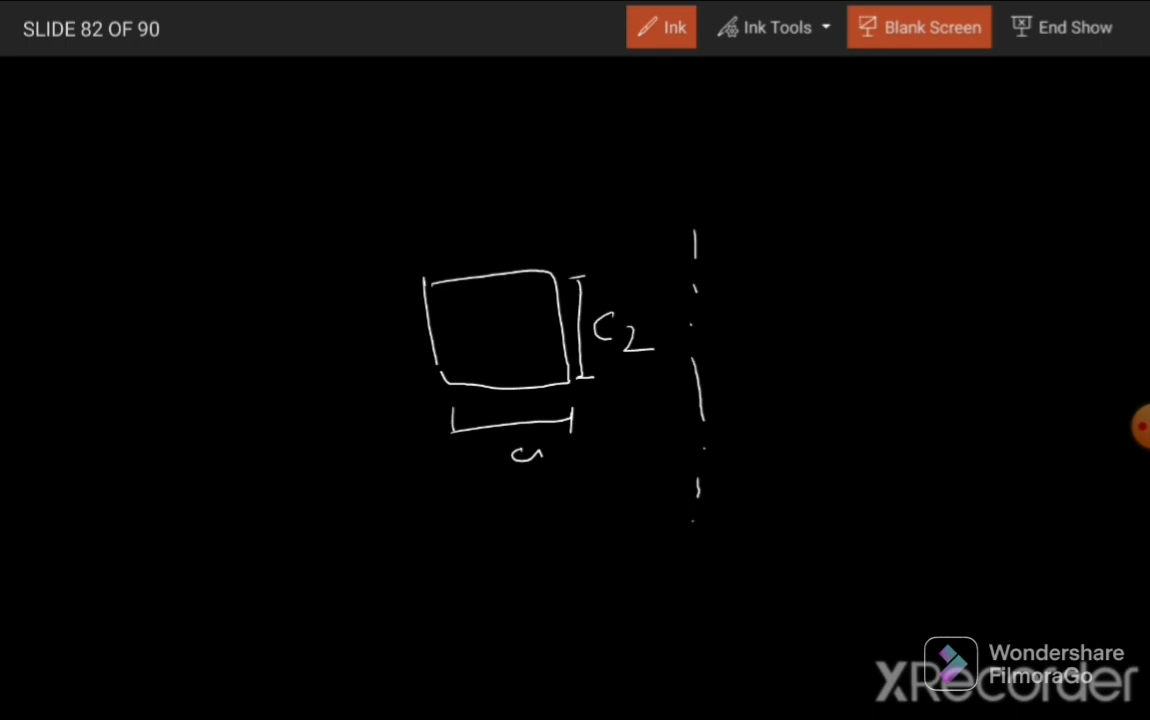 SLIDE 82 OF 90
Ink
Ink Tools
Blank Screen
End Show
C2
Wondershare
FilmoraGo
XRecorder